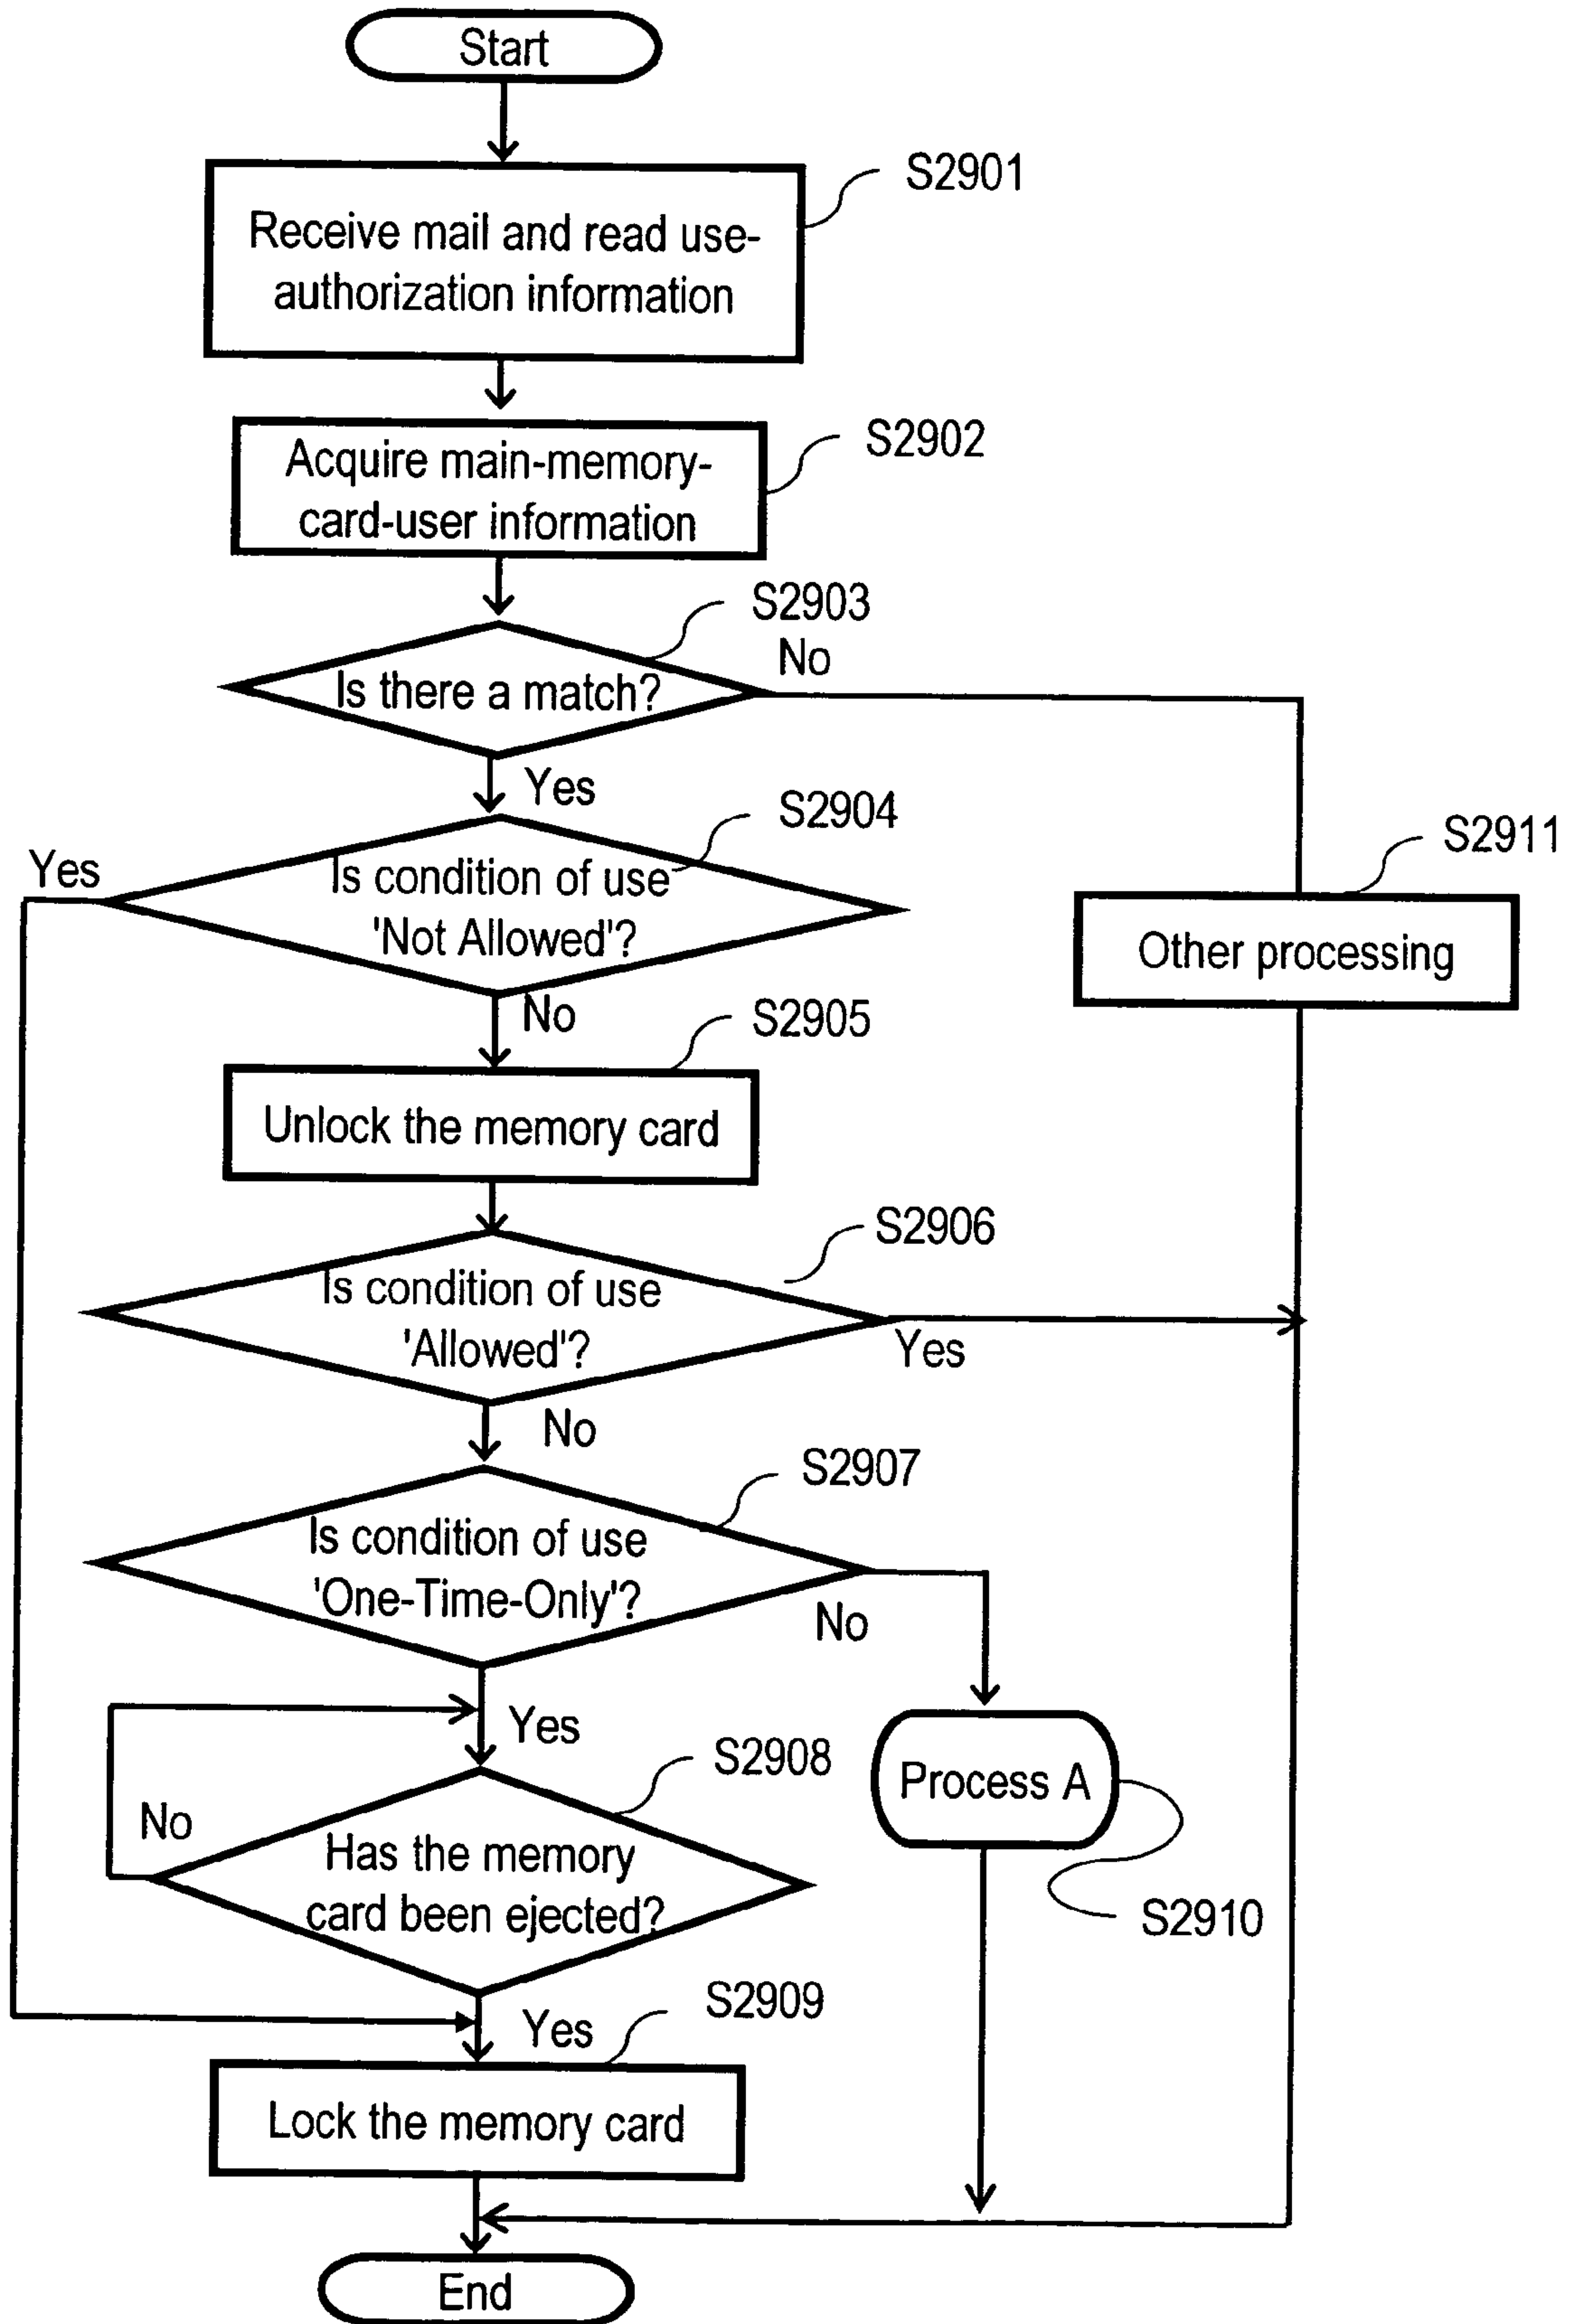 Start
S2901
Receive mail and read use-
authorization information
S2902
Acquire main-memory-
card-user information
S2903
No
Is there a match?
Yes
S2904
Yes
Is condition of use
'Not Allowed'?
S2911
Other processing
No
S2905
Unlock the memory card
S2906
Is condition of use
'Allowed'?
Yes
No
S2907
Is condition of use
'One-Time-Only'?
No
Yes
Process A
S2908
No
Has the memory
card been ejected?
S2910
S2909
Yes
Lock the memory card
End